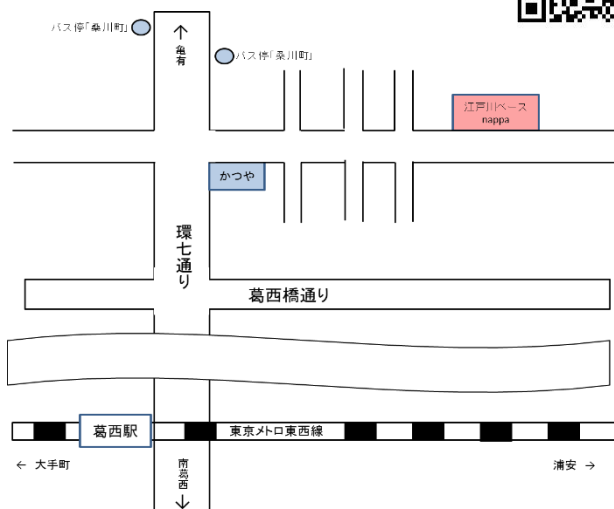 バス停「桑川町」
↑
亀有
バス停「桑川町」
江戸川ベース
nappa
かつや
環七通り
葛西橋通り
葛西駅
東京メトロ東西線
← 大手町
南葛西
↓
浦安 →